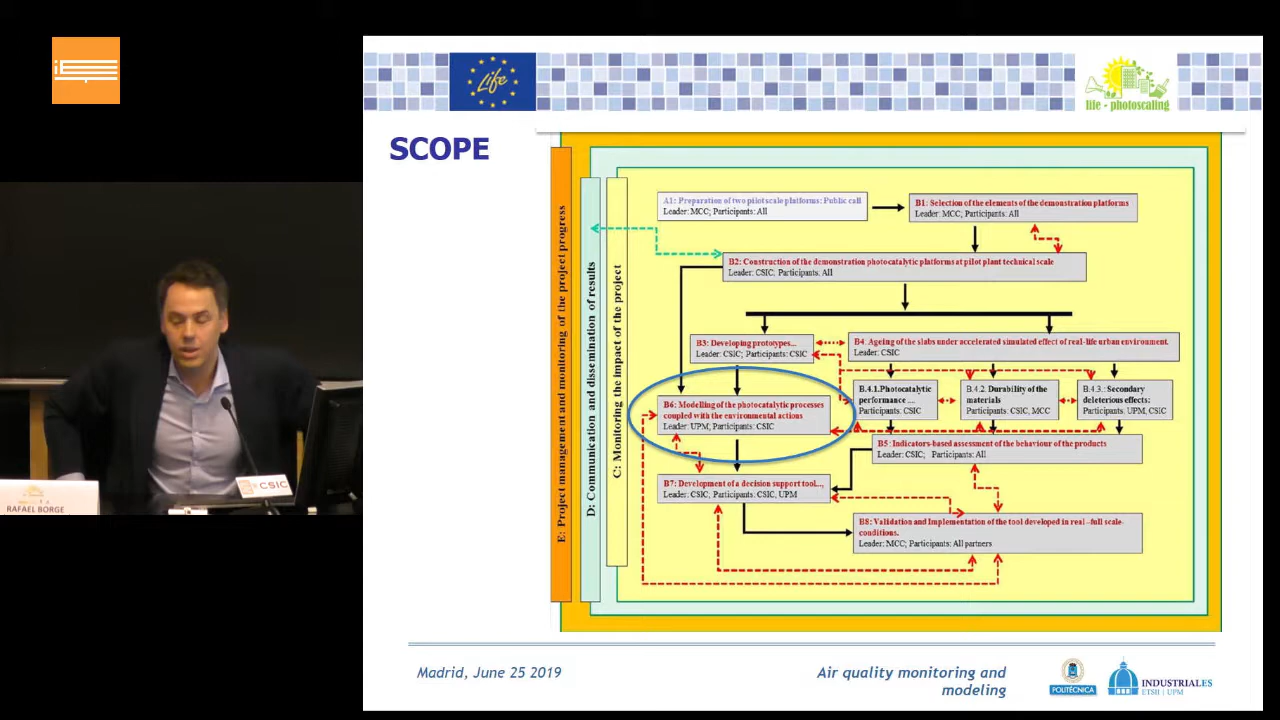 Life
life - photoscaling
SCOPE
E: Project management and monitoring of the project progress
D: Communication and dissemination of results
C: Monitoring the impact of the project
A1: Preparation of two pilot scale platforms: Public call
Leader: MCC; Participants: All
B1: Selection of the elements of the demonstration platforms
Leader: MCC, Participants: All
B2: Construction of the demonstration photocatalytic platforms at pilot plant technical scale
Leader: CSIC; Participants: All
B3: Developing prototypes...
Leader: CSIC; Participants: CSIC
B4: Ageing of the slabs under accelerated simulated effect of real-life urban environment.
Leader: CSIC
B.4.1.Photocatalytic
performance ...
Participants: CSIC
B.4.2. Durability of the
materials
Participants: CSIC, MCC
B.4.3.: Secondary
deleterious effects:
Participants: UPM, CSIC
B6: Modelling of the photocatalytic processes
coupled with the environmental actions
Leader: UPM; Participants: CSIC
B5: Indicators-based assessment of the behaviour of the products
Leader: CSIC; Participants: All
B7: Development of a decision support tool...,
Leader: CSIC; Participants: CSIC, UPM
B8: Validation and Implementation of the tool developed in real –full scale-
conditions.
Leader: MCC; Participants: All partners
CSIC
RAFAEL BORGE
Madrid, June 25 2019
Air quality monitoring and
modeling
POLITÉCNICA
INDUSTRIALES
ETSII | UPM